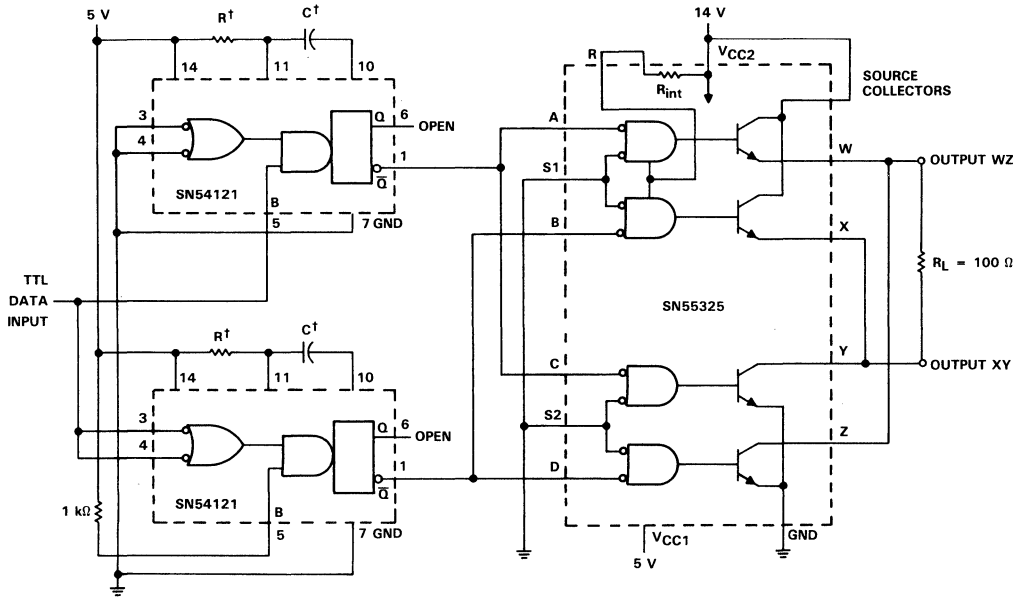 5 V
R†
C†
14
11
10
3
4
Q
6
OPEN
1
Q̅
SN54121
B
5
7 GND
TTL
DATA
INPUT
R†
C†
14
11
10
3
4
Q
6
OPEN
1
Q̅
SN54121
B
5
7 GND
1 kΩ
14 V
VCC2
R
Rint
SOURCE
COLLECTORS
A
S1
B
W
OUTPUT WZ
X
RL = 100 Ω
SN55325
C
S2
D
Y
OUTPUT XY
Z
VCC1
5 V
GND